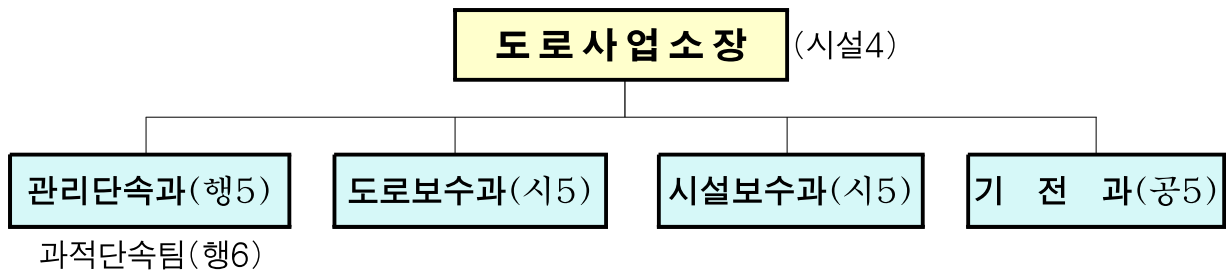 도로사업소장 (시설4)
관리단속과(행5) 도로보수과(시5) 시설보수과(시5) 기 전 과(공5)
과적단속팀(행6)